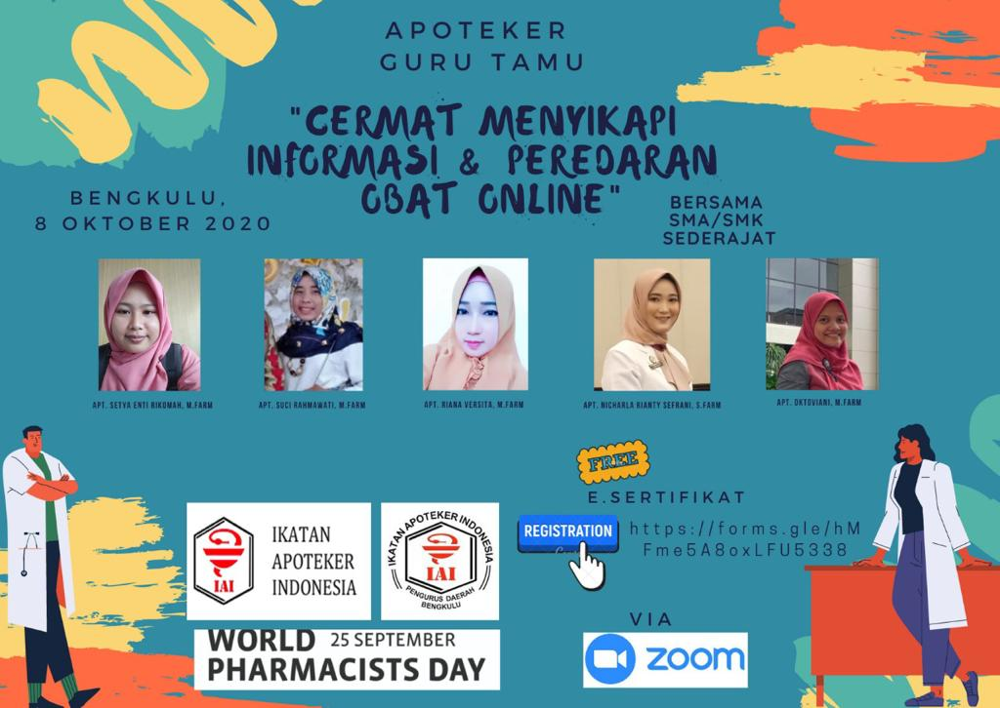 APOTEKER
GURU TAMU
"CERMAT MENYIKAPI
INFORMASI & PEREDARAN
OBAT ONLINE"
BENGKULU,
8 OKTOBER 2020
BERSAMA
SMA/SMK
SEDERAJAT
APT. SETYA ENTI RIKOMAH, M.FARM
APT. SUCI RAHMAWATI, M.FARM
APT. RIANA VERSITA, M.FARM
APT. NICHARLA RIANTY SEFRANI, S.FARM
APT. OKTOVIANI, M.FARM
FREE
E.SERTIFIKAT
REGISTRATION
https://forms.gle/hM
Fme5A8oxLFU5338
IAI
IKATAN
APOTEKER
INDONESIA
IKATAN APOTEKER INDONESIA
IAI
PENGURUS DAERAH
BENGKULU
WORLD 25 SEPTEMBER
PHARMACISTS DAY
VIA
zoom